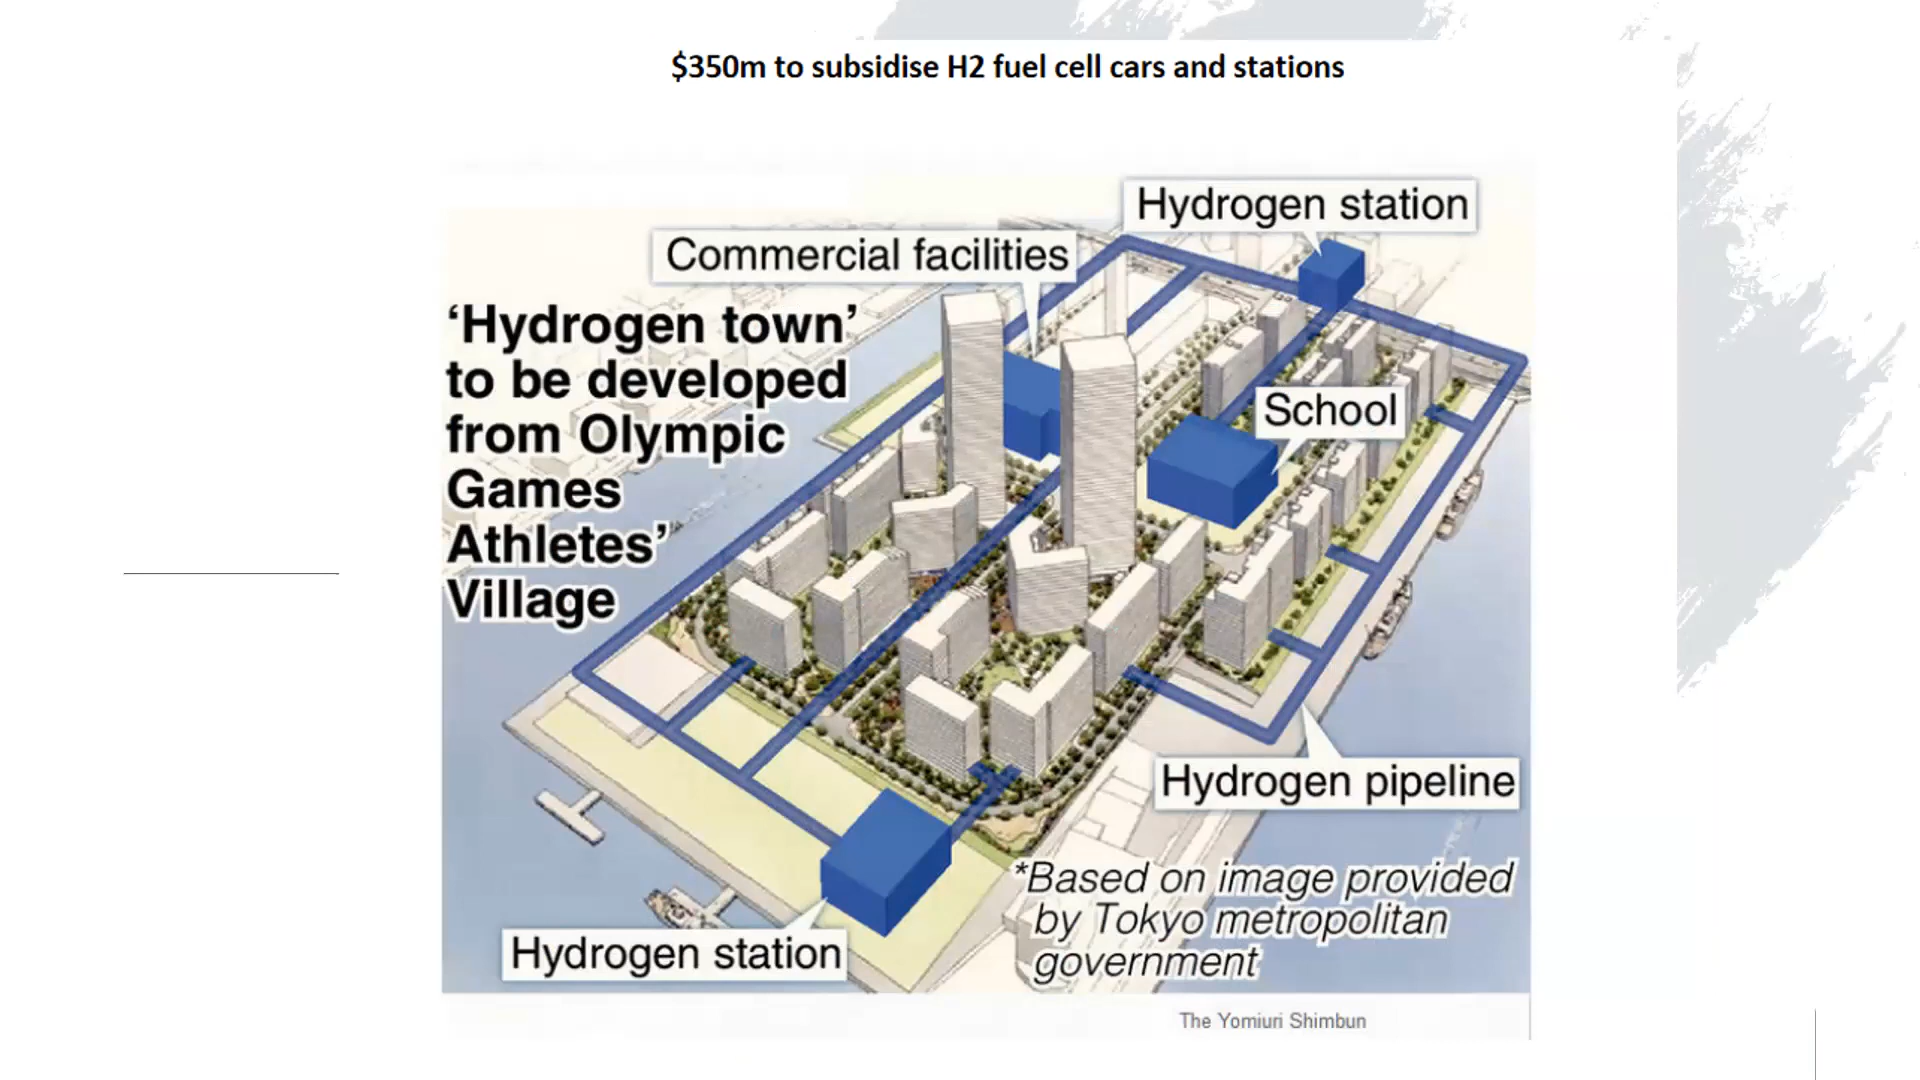 $350m to subsidise H2 fuel cell cars and stations
Hydrogen station
Commercial facilities
‘Hydrogen town’
to be developed
from Olympic
Games
Athletes’
Village
School
Hydrogen pipeline
*Based on image provided
by Tokyo metropolitan
government
Hydrogen station
The Yomiuri Shimbun